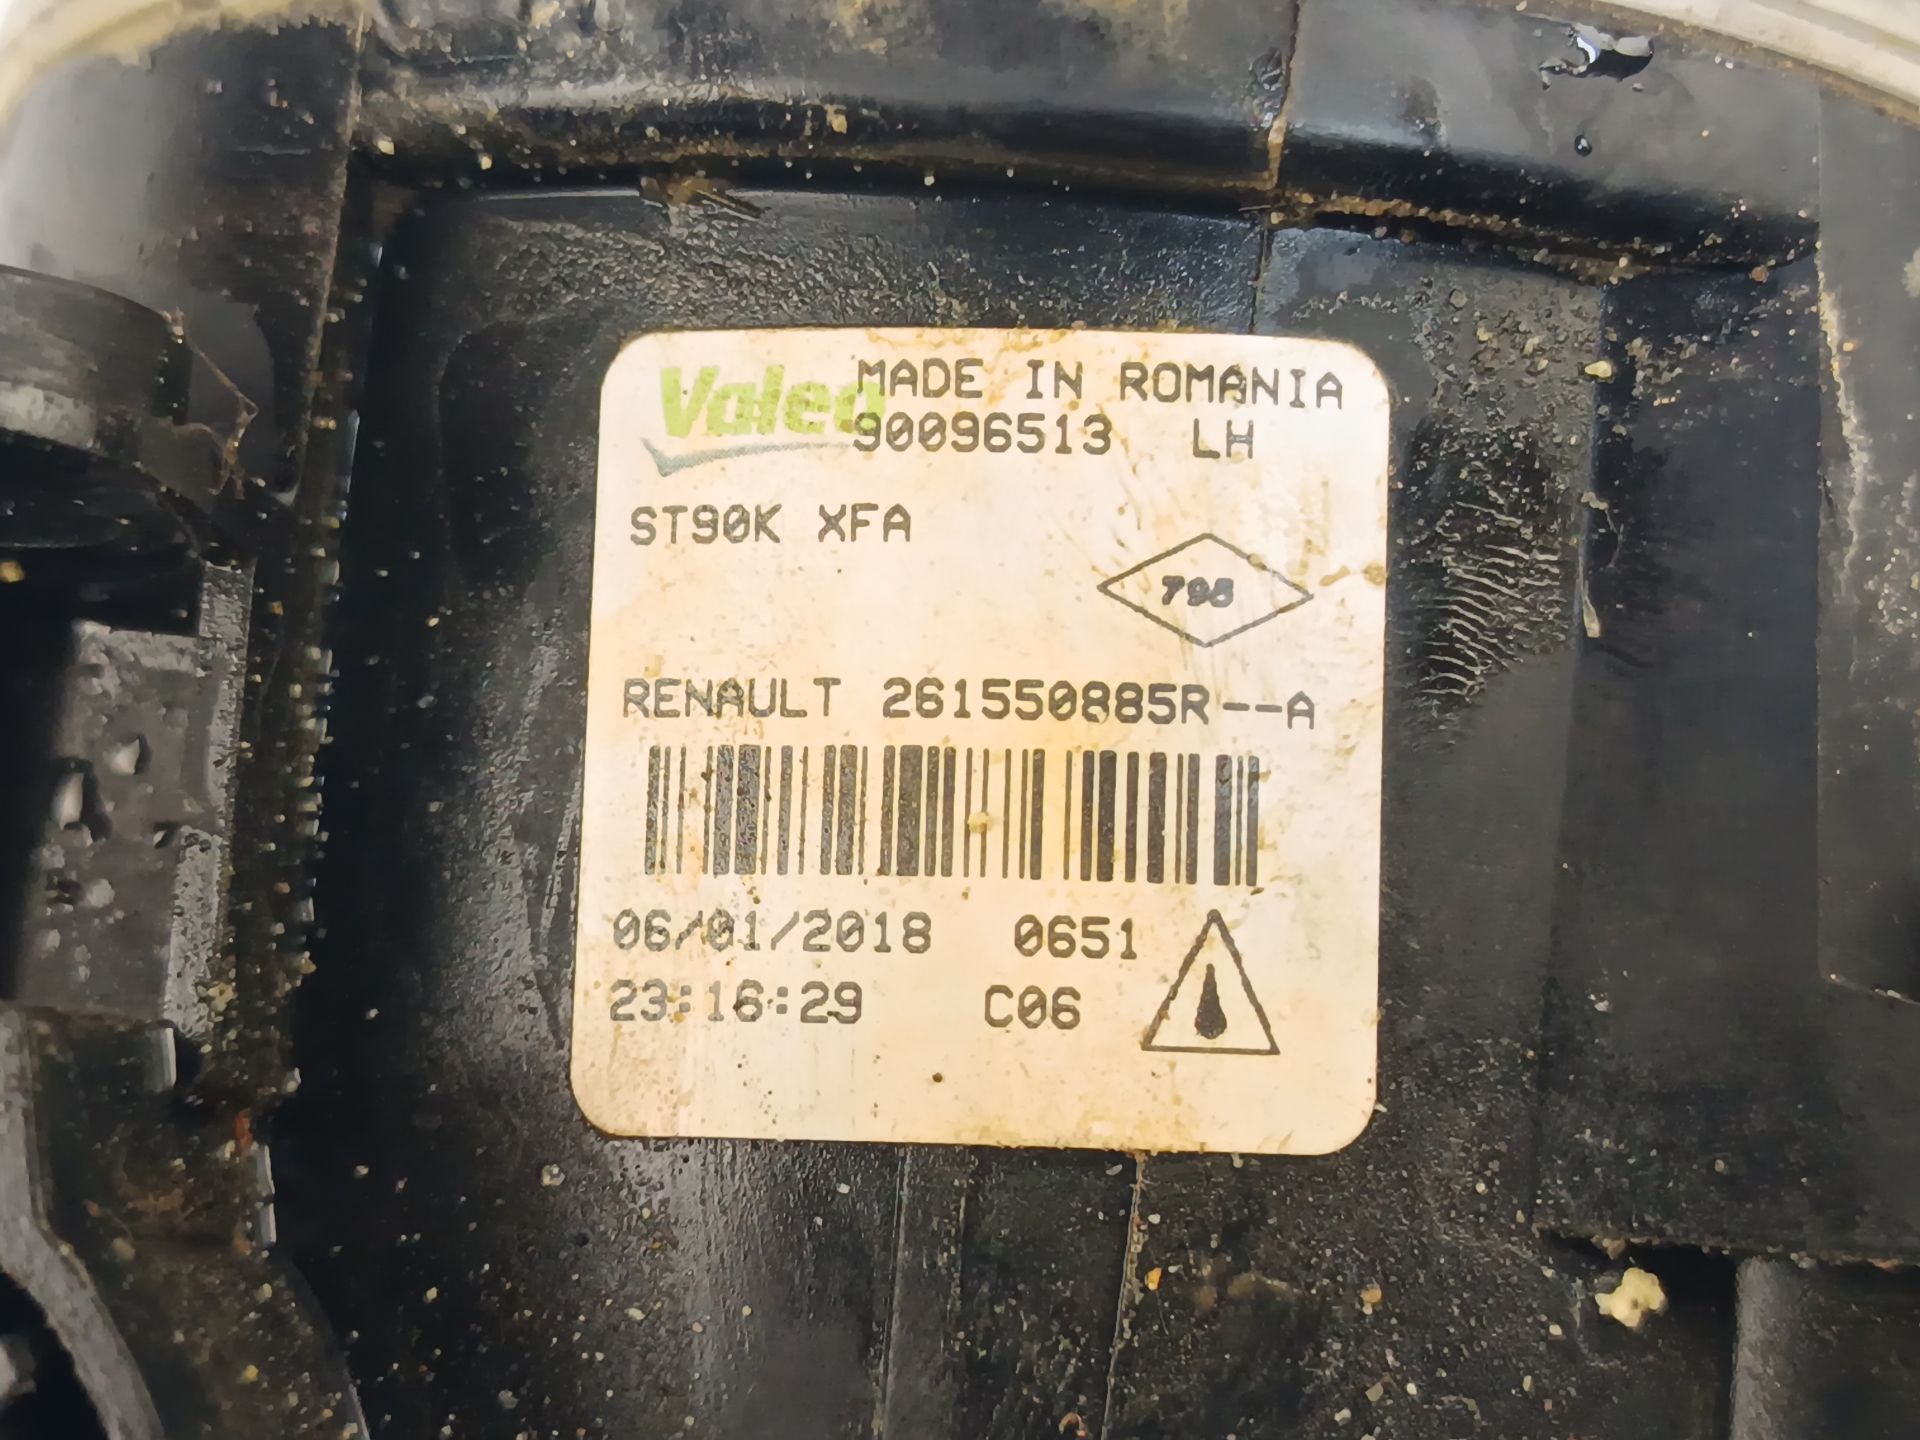 Valeo MADE IN ROMANIA
90096513 LH
ST90K XFA
798
RENAULT 261550885R--A
06/01/2018 0651
23:16:29 C06